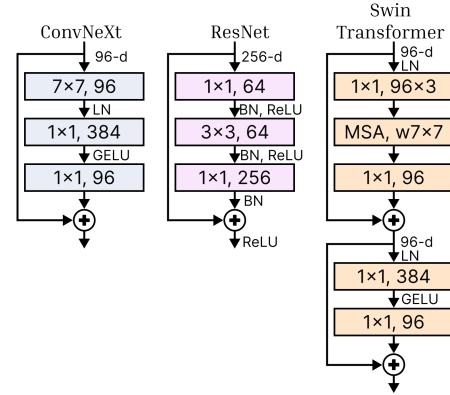 ConvNeXt
96-d
7×7, 96
LN
1×1, 384
GELU
1×1, 96
ResNet
256-d
1×1, 64
BN, ReLU
3×3, 64
BN, ReLU
1×1, 256
BN
ReLU
Swin
Transformer
96-d
LN
1×1, 96×3
MSA, w7×7
1×1, 96
96-d
LN
1×1, 384
GELU
1×1, 96